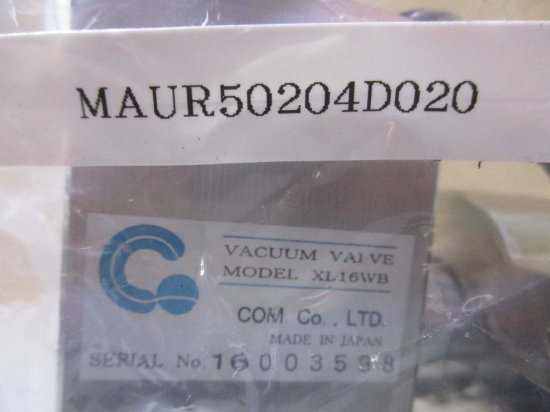 MAUR50204D020
VACUUM VALVE
MODEL XL16WB
COM Co., LTD.
MADE IN JAPAN
SERIAL No. 16003598